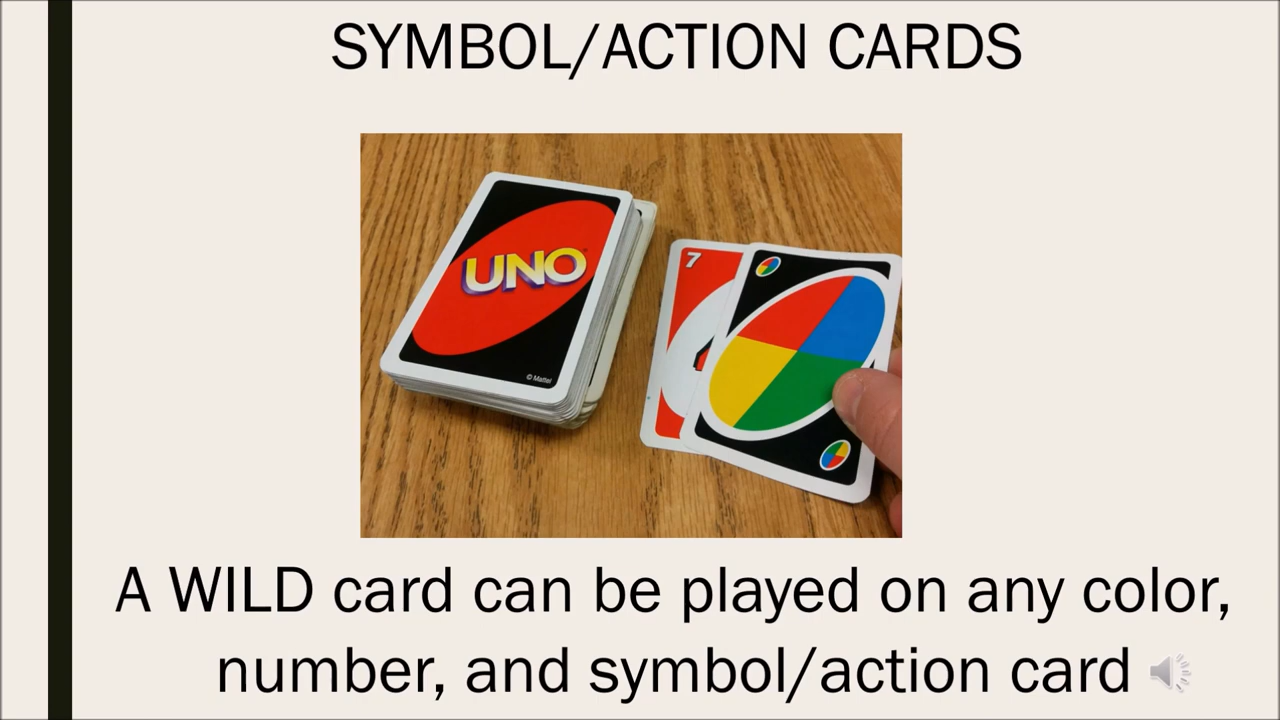 SYMBOL/ACTION CARDS
UNO
7
© Mattel
A WILD card can be played on any color,
number, and symbol/action card